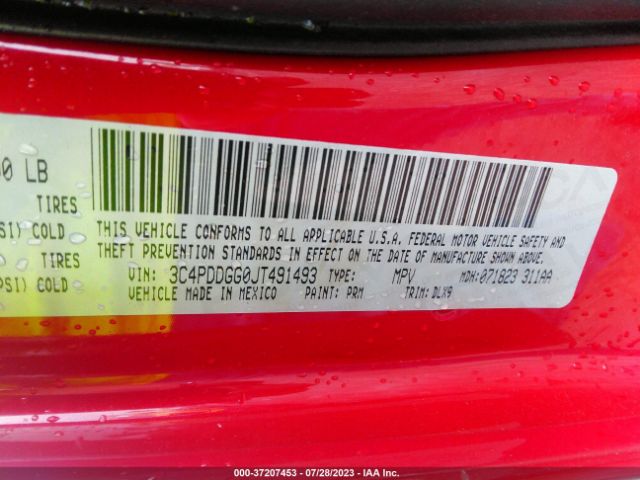 0 LB
TIRES
SI) COLD
TIRES
PSI) COLD
THIS VEHICLE CONFORMS TO ALL APPLICABLE U.S.A. FEDERAL MOTOR VEHICLE SAFETY AND
THEFT PREVENTION STANDARDS IN EFFECT ON THE DATE OF MANUFACTURE SHOWN ABOVE.
VIN: 3C4PDDGG0JT491493 TYPE: MPV MDH:071823 311AA
VEHICLE MADE IN MEXICO PAINT: PRM TRIM: DLX9
000-37207453 - 07/28/2023 - IAA Inc.